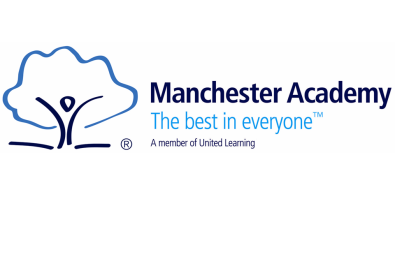 Manchester Academy
The best in everyone™
A member of United Learning
®